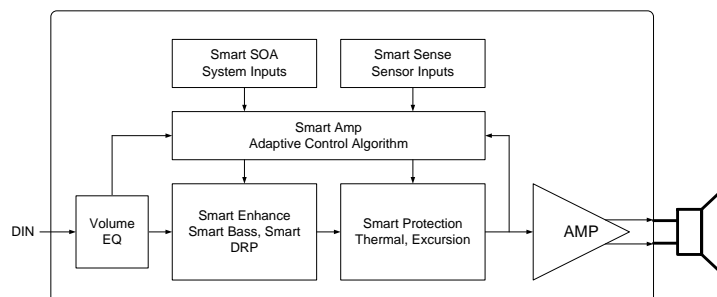 Smart SOA
System Inputs
Smart Sense
Sensor Inputs
Smart Amp
Adaptive Control Algorithm
DIN
Volume
EQ
Smart Enhance
Smart Bass, Smart
DRP
Smart Protection
Thermal, Excursion
AMP